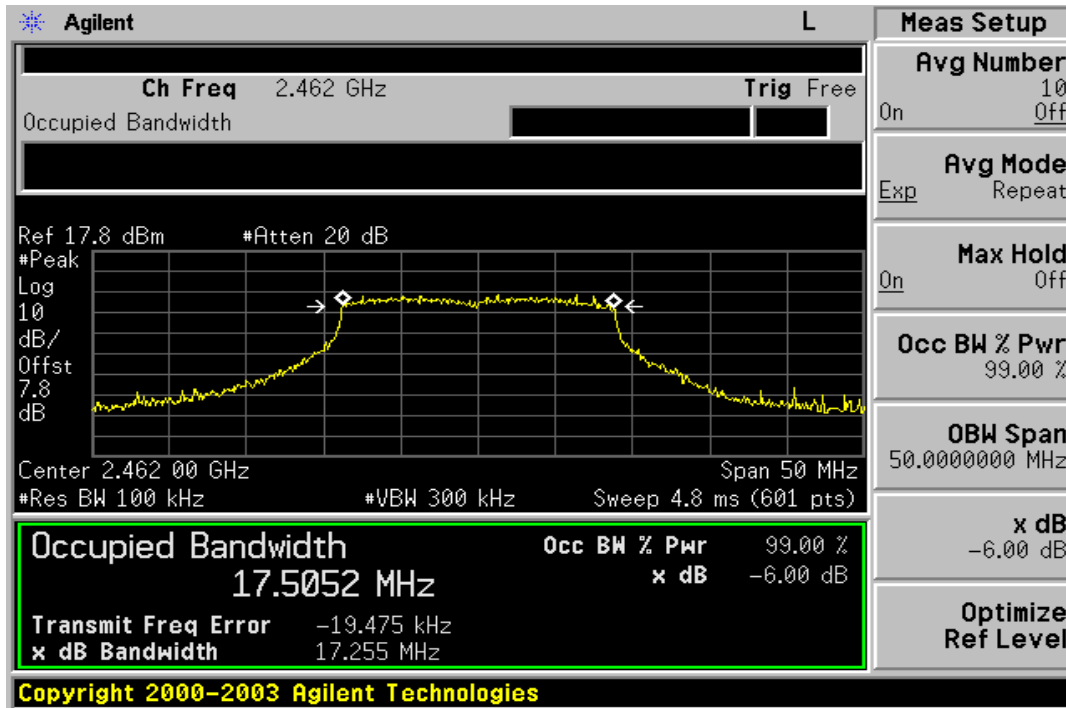 Agilent L
Ch Freq 2.462 GHz Trig Free
Occupied Bandwidth
Ref 17.8 dBm #Atten 20 dB
#Peak
Log
10
dB/
Offst
7.8
dB
Center 2.462 00 GHz Span 50 MHz
#Res BW 100 kHz #VBW 300 kHz Sweep 4.8 ms (601 pts)
Occupied Bandwidth Occ BW % Pwr 99.00 %
17.5052 MHz x dB -6.00 dB
Transmit Freq Error -19.475 kHz
x dB Bandwidth 17.255 MHz
Copyright 2000-2003 Agilent Technologies
Meas Setup
Avg Number
10
On Off
Avg Mode
Exp Repeat
Max Hold
On Off
Occ BW % Pwr
99.00 %
OBW Span
50.0000000 MHz
x dB
-6.00 dB
Optimize
Ref Level